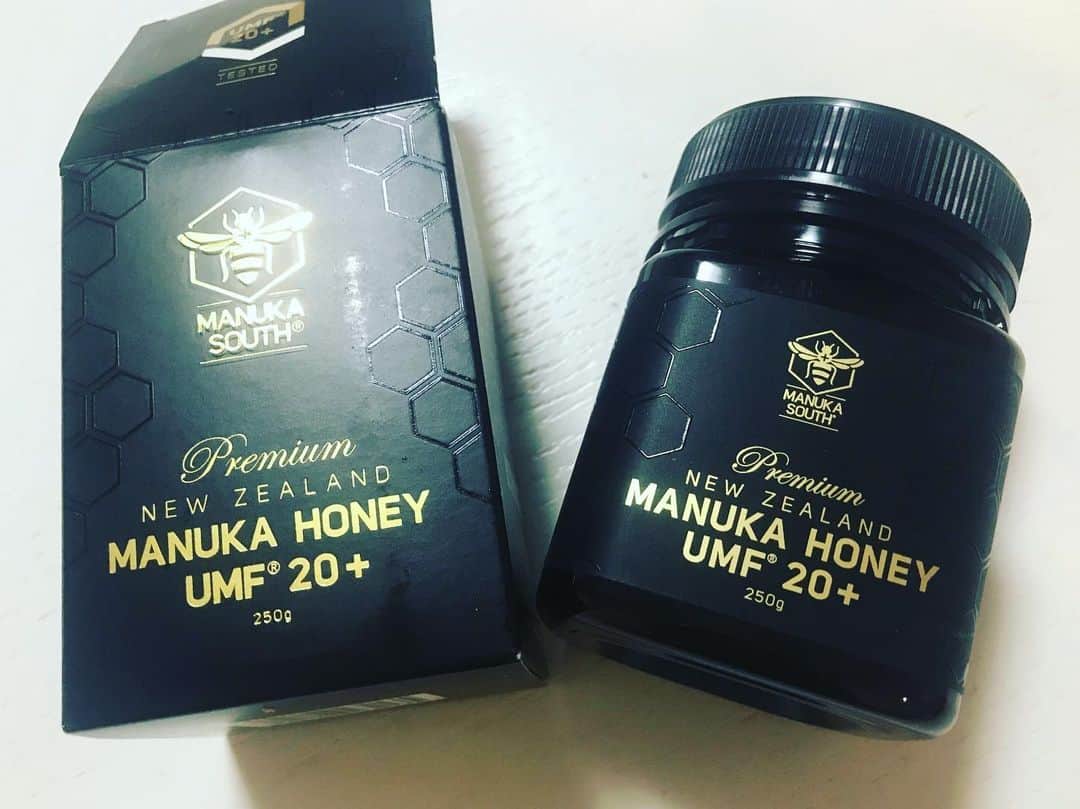 UMF®
20+
TESTED
MANUKA
SOUTH®
Premium
NEW ZEALAND
MANUKA HONEY
UMF® 20+
250g
MANUKA
SOUTH®
Premium
NEW ZEALAND
MANUKA HONEY
UMF® 20+
250g